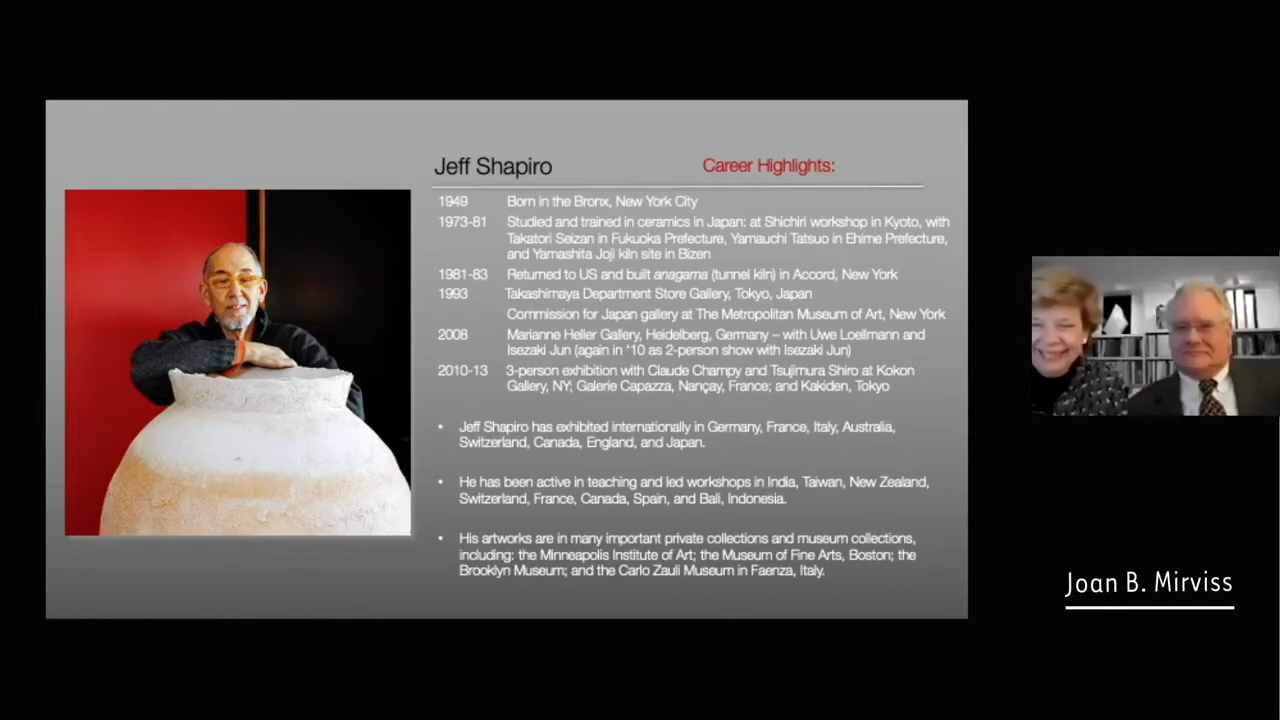 Jeff Shapiro Career Highlights:
1949 Born in the Bronx, New York City
1973-81 Studied and trained in ceramics in Japan: at Shichiri workshop in Kyoto, with
Takatori Seizan in Fukuoka Prefecture, Yamauchi Tatsuo in Ehime Prefecture,
and Yamashita Joji kiln site in Bizen
1981-83 Returned to US and built anagama (tunnel kiln) in Accord, New York
1993 Takashimaya Department Store Gallery, Tokyo, Japan
Commission for Japan gallery at The Metropolitan Museum of Art, New York
2008 Marianne Heller Gallery, Heidelberg, Germany – with Uwe Loellmann and
Isezaki Jun (again in '10 as 2-person show with Isezaki Jun)
2010-13 3-person exhibition with Claude Champy and Tsujimura Shiro at Kokon
Gallery, NY; Galerie Capazza, Nançay, France; and Kakiden, Tokyo
• Jeff Shapiro has exhibited internationally in Germany, France, Italy, Australia,
Switzerland, Canada, England, and Japan.
• He has been active in teaching and led workshops in India, Taiwan, New Zealand,
Switzerland, France, Canada, Spain, and Bali, Indonesia.
• His artworks are in many important private collections and museum collections,
including: the Minneapolis Institute of Art; the Museum of Fine Arts, Boston; the
Brooklyn Museum; and the Carlo Zauli Museum in Faenza, Italy.
Joan B. Mirviss